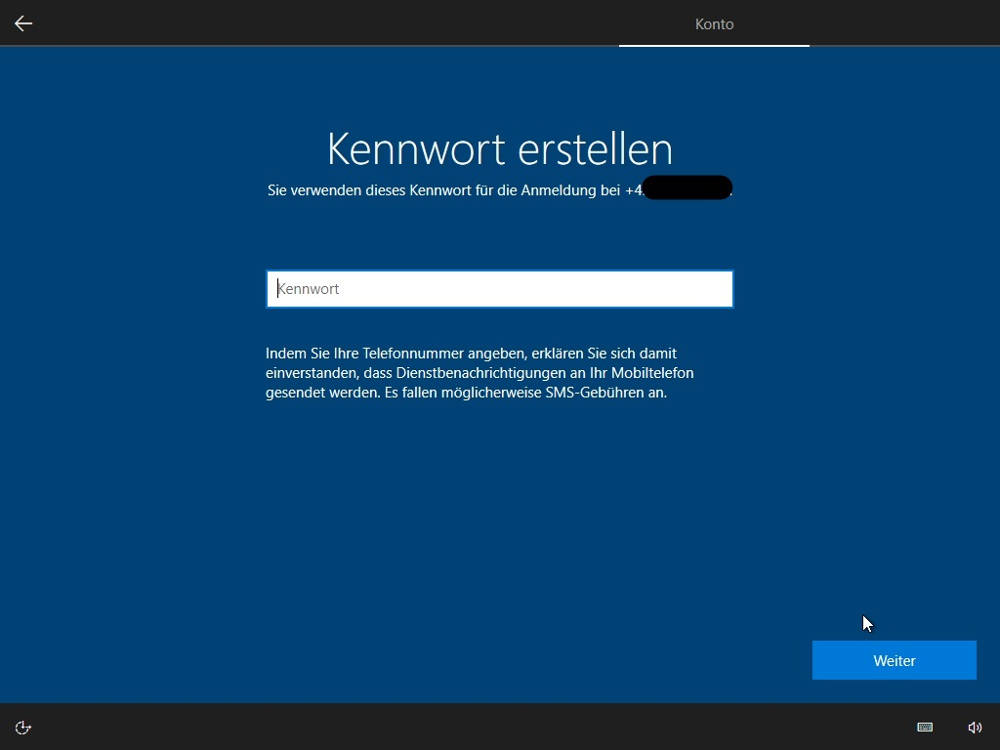 Konto
Kennwort erstellen
Sie verwenden dieses Kennwort für die Anmeldung bei +4
Kennwort
Indem Sie Ihre Telefonnummer angeben, erklären Sie sich damit
einverstanden, dass Dienstbenachrichtigungen an Ihr Mobiltelefon
gesendet werden. Es fallen möglicherweise SMS-Gebühren an.
Weiter